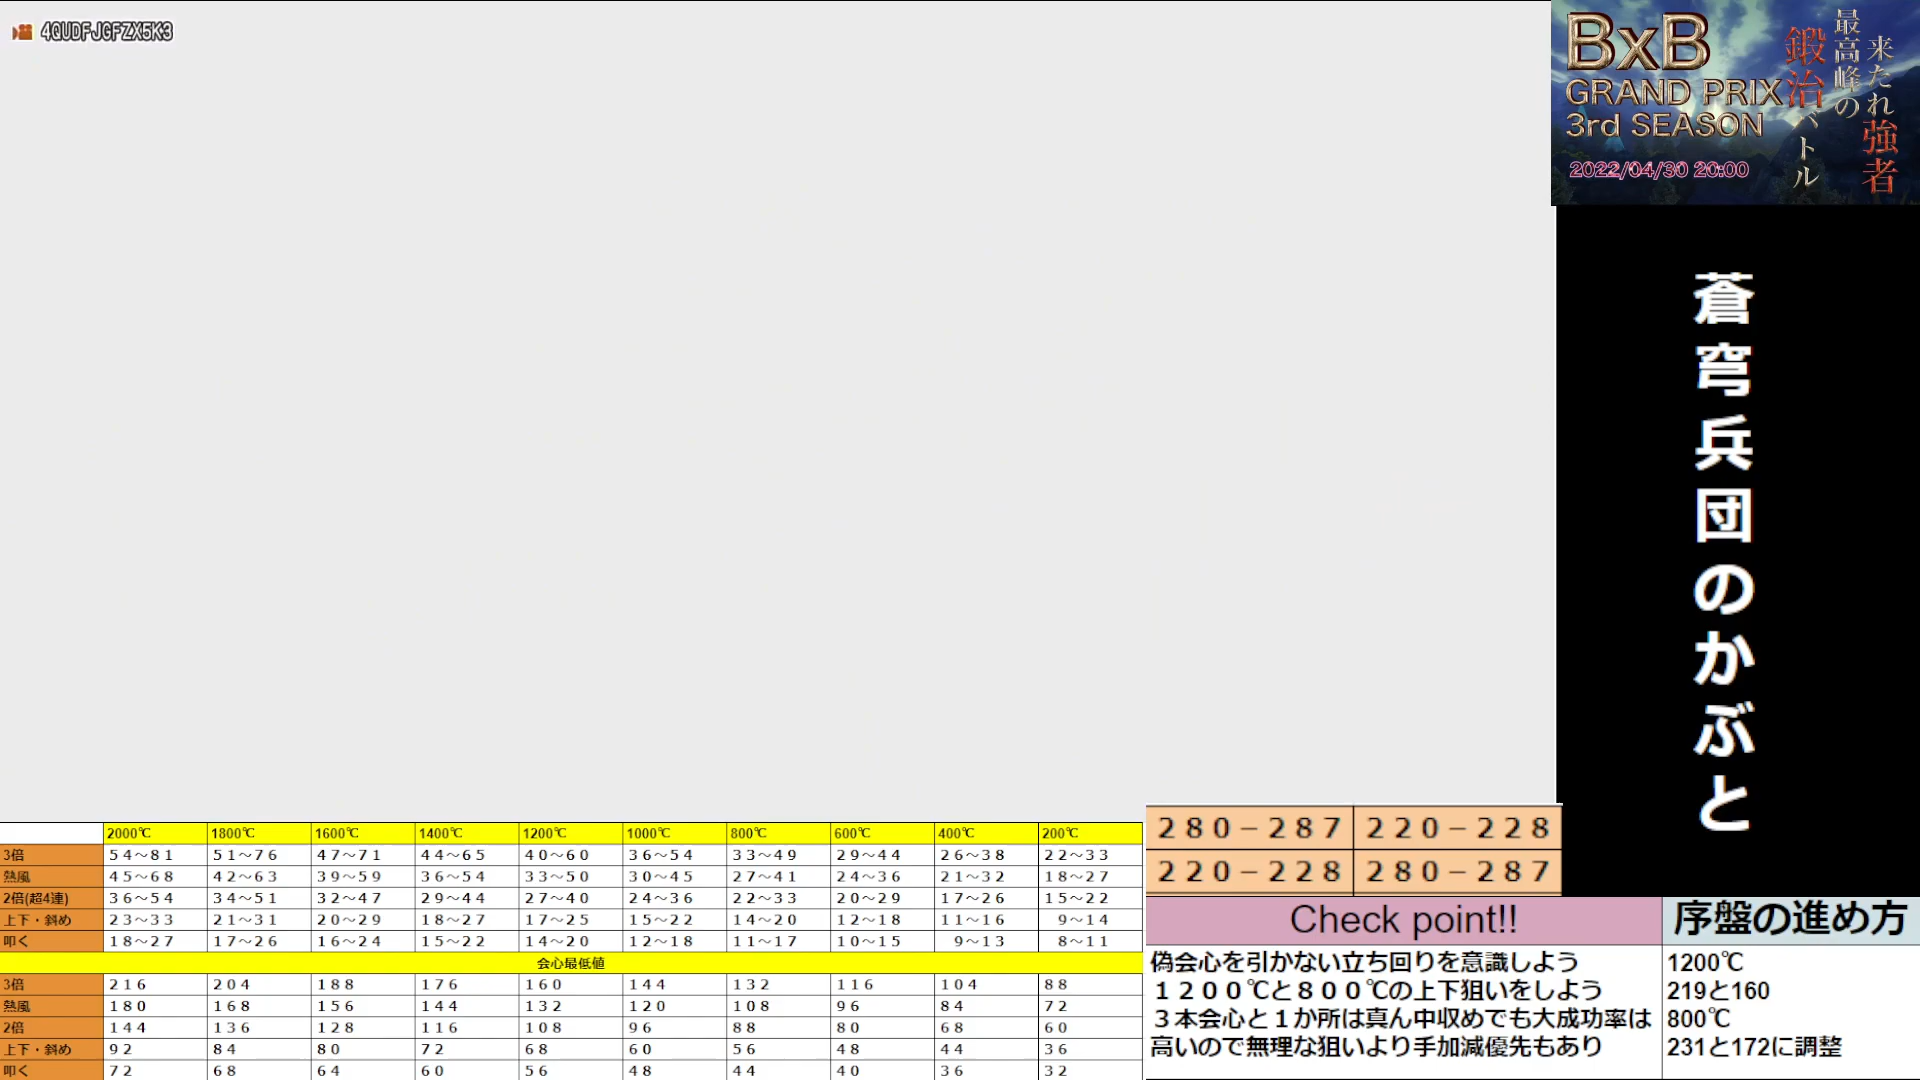 4QUDFJGFZX5K3
BxB
GRAND PRIX
3rd SEASON
2022/04/30 20:00
来たれ強者
最高峰の
鍛治バトル
蒼穹兵団のかぶと
2000℃ 1800℃ 1600℃ 1400℃ 1200℃ 1000℃ 800℃ 600℃ 400℃ 200℃
3倍 54～81 51～76 47～71 44～65 40～60 36～54 33～49 29～44 26～38 22～33
熱風 45～68 42～63 39～59 36～54 33～50 30～45 27～41 24～36 21～32 18～27
2倍(超4連) 36～54 34～51 32～47 29～44 27～40 24～36 22～33 20～29 17～26 15～22
上下・斜め 23～33 21～31 20～29 18～27 17～25 15～22 14～20 12～18 11～16 9～14
叩く 18～27 17～26 16～24 15～22 14～20 12～18 11～17 10～15 9～13 8～11
会心最低値
3倍 216 204 188 176 160 144 132 116 104 88
熱風 180 168 156 144 132 120 108 96 84 72
2倍 144 136 128 116 108 96 88 80 68 60
上下・斜め 92 84 80 72 68 60 56 48 44 36
叩く 72 68 64 60 56 48 44 40 36 32
280－287 220－228
220－228 280－287
Check point!!
偽会心を引かない立ち回りを意識しよう
１２００℃と８００℃の上下狙いをしよう
３本会心と１か所は真ん中収めでも大成功率は
高いので無理な狙いより手加減優先もあり
序盤の進め方
1200℃
219と160
800℃
231と172に調整